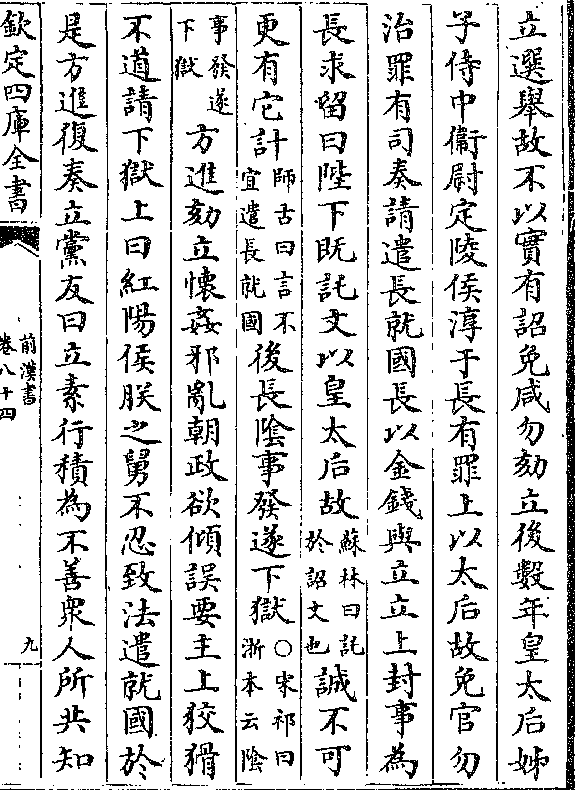 立選舉故不以實有詔免咸勿劾立後數年皇太后姊
子侍中衞尉定陵侯淳于長有罪上以太后故免官勿
治罪有司奏請遣長就國長以金錢與立立上封事為
長求留曰陛下既託文以皇太后故蘇林曰託於詔文也誠不可
更有它計師古曰言不宜遣長就國後長隂事發遂下獄○宋祁曰浙本云隂
事發遂下獄方進劾立懷姦邪亂朝政欲傾誤要主上狡猾
不道請下獄上曰紅陽侯朕之舅不忍致法遣就國於
是方進復奏立黨友曰立素行積為不善衆人所共知
欽定四庫全書
前漢書
卷八十四
九